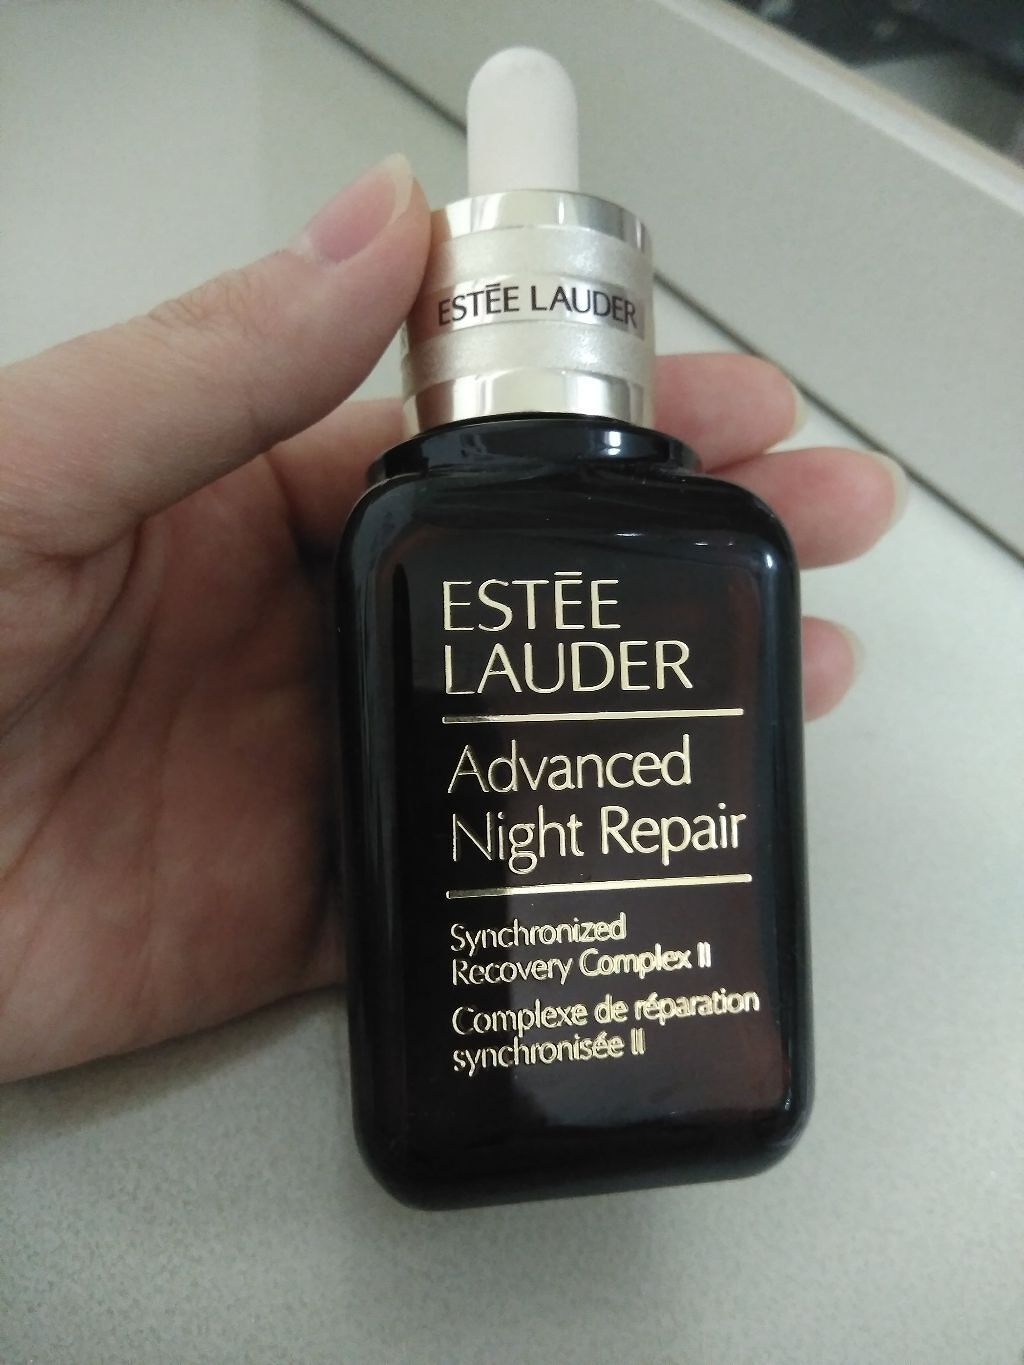 ESTĒE LAUDER
ESTĒE
LAUDER
Advanced
Night Repair
Synchronized
Recovery Complex II
Complexe de réparation
synchronisée II